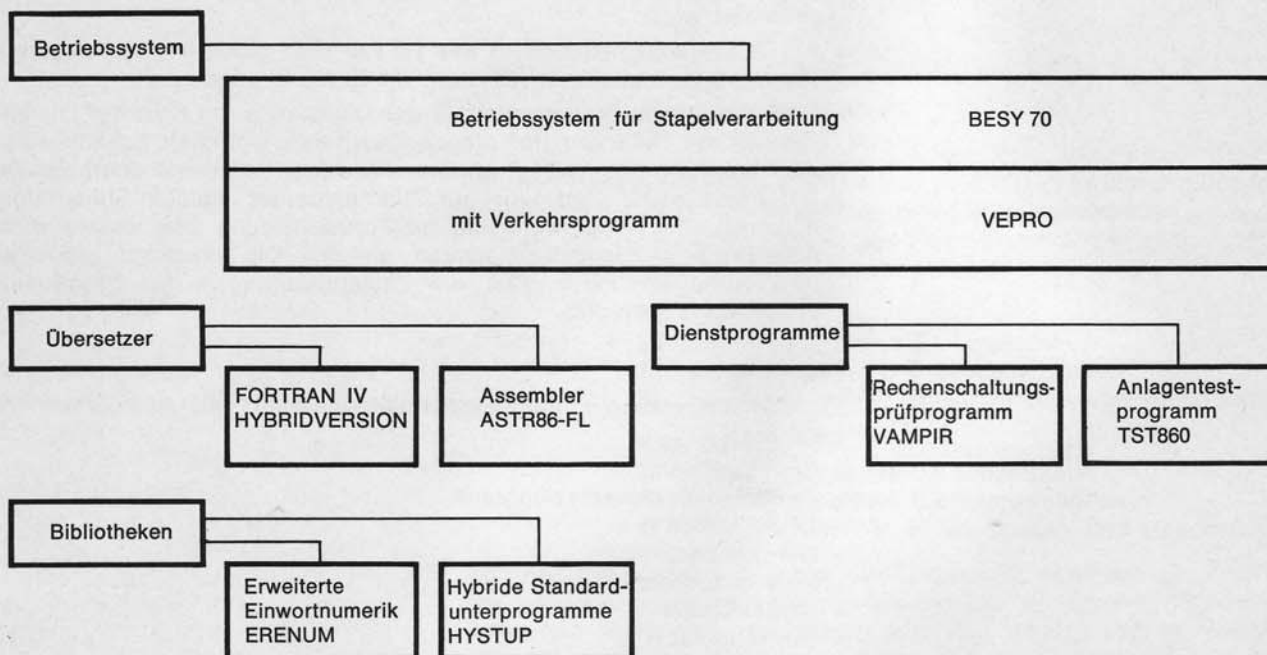 Betriebssystem
Betriebssystem für Stapelverarbeitung BESY 70
mit Verkehrsprogramm VEPRO
Übersetzer
Dienstprogramme
FORTRAN IV
HYBRIDVERSION
Assembler
ASTR86-FL
Rechenschaltungs-
prüfprogramm
VAMPIR
Anlagentest-
programm
TST860
Bibliotheken
Erweiterte
Einwortnumerik
ERENUM
Hybride Standard-
unterprogramme
HYSTUP